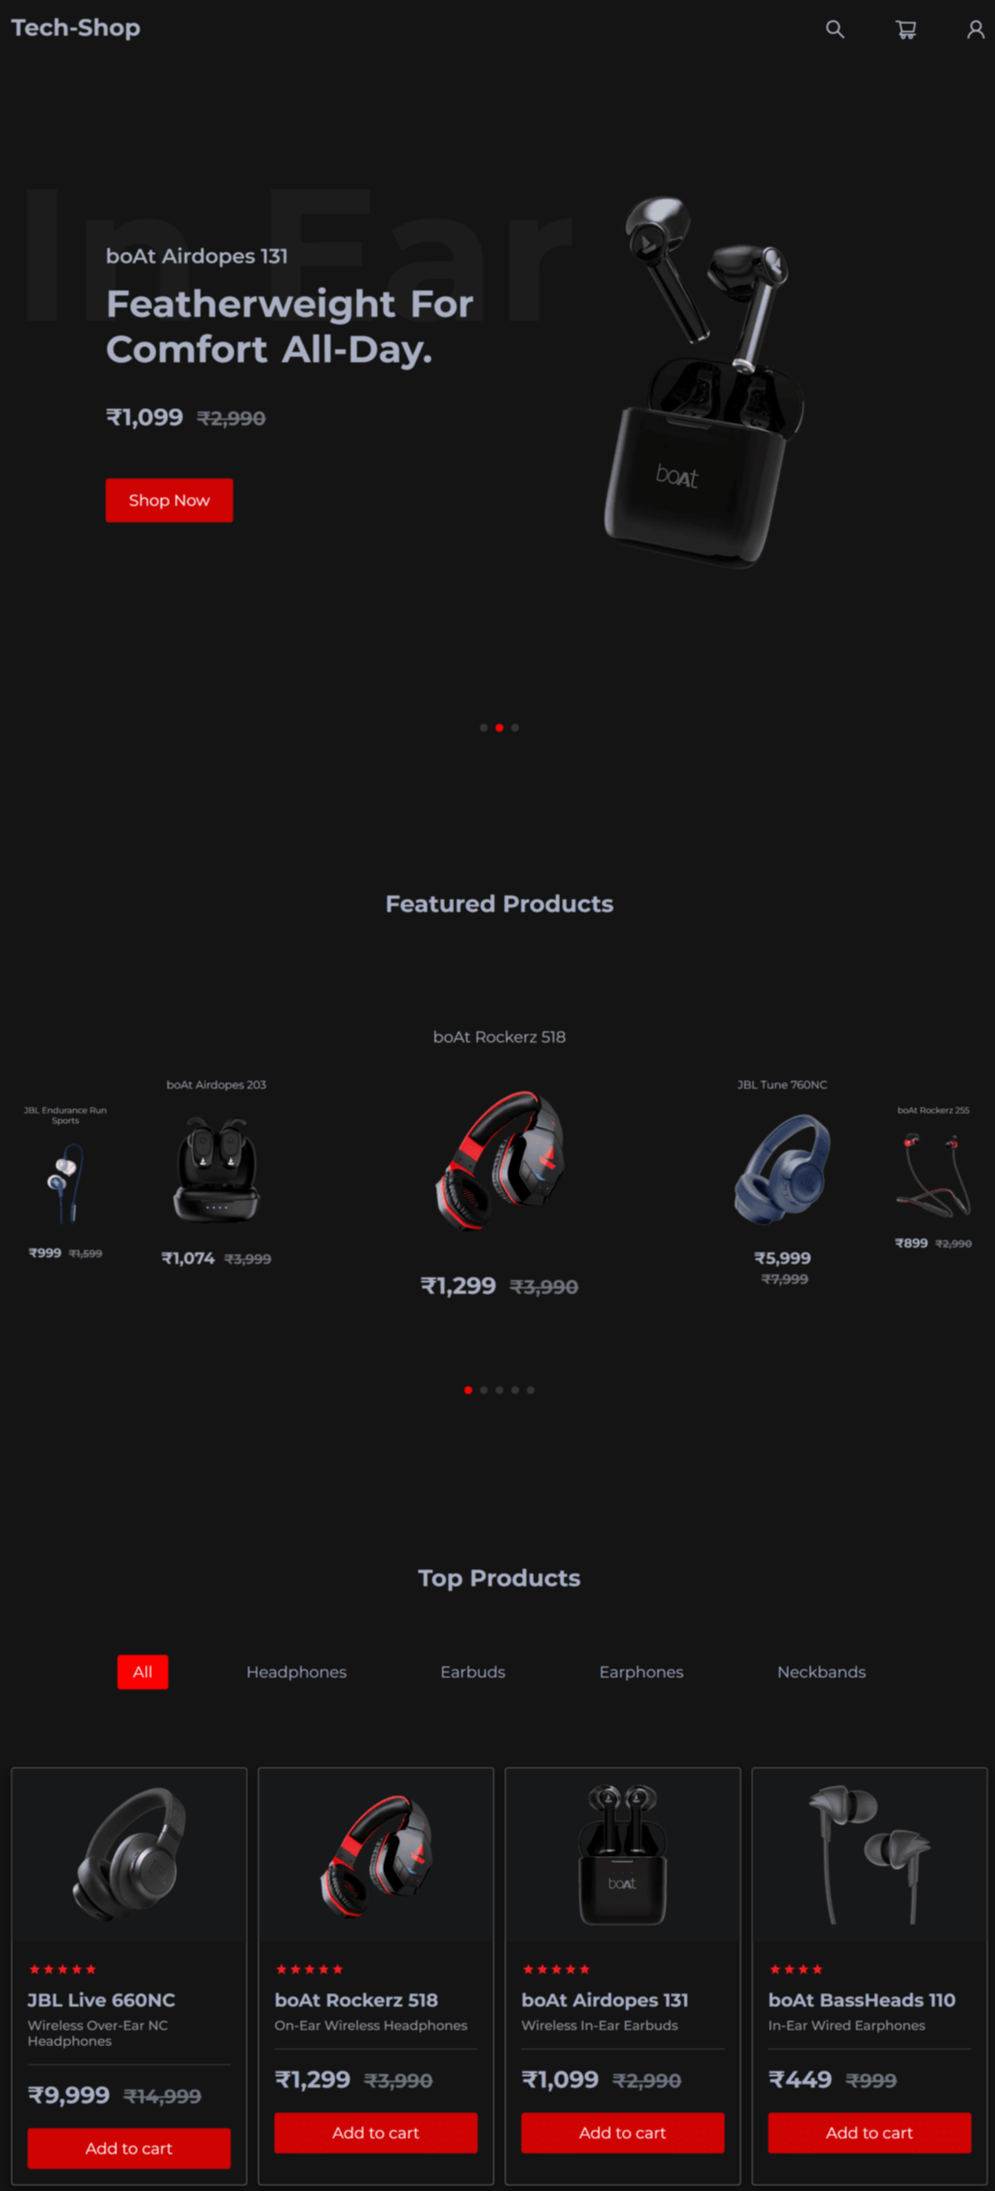 Tech-Shop
In Ear
boAt Airdopes 131
Featherweight For
Comfort All-Day.
₹1,099 ₹2,990
boAt
Shop Now
Featured Products
boAt Rockerz 518
boAt Airdopes 203
JBL Tune 760NC
JBL Endurance Run
Sports
boAt Rockerz 255
₹999 ₹1,599
₹1,074 ₹3,999
₹1,299 ₹3,990
₹5,999
₹7,999
₹899 ₹2,990
Top Products
All
Headphones
Earbuds
Earphones
Neckbands
boAt
JBL Live 660NC
Wireless Over-Ear NC
Headphones
₹9,999 ₹14,999
Add to cart
boAt Rockerz 518
On-Ear Wireless Headphones
₹1,299 ₹3,990
Add to cart
boAt Airdopes 131
Wireless In-Ear Earbuds
₹1,099 ₹2,990
Add to cart
boAt BassHeads 110
In-Ear Wired Earphones
₹449 ₹999
Add to cart